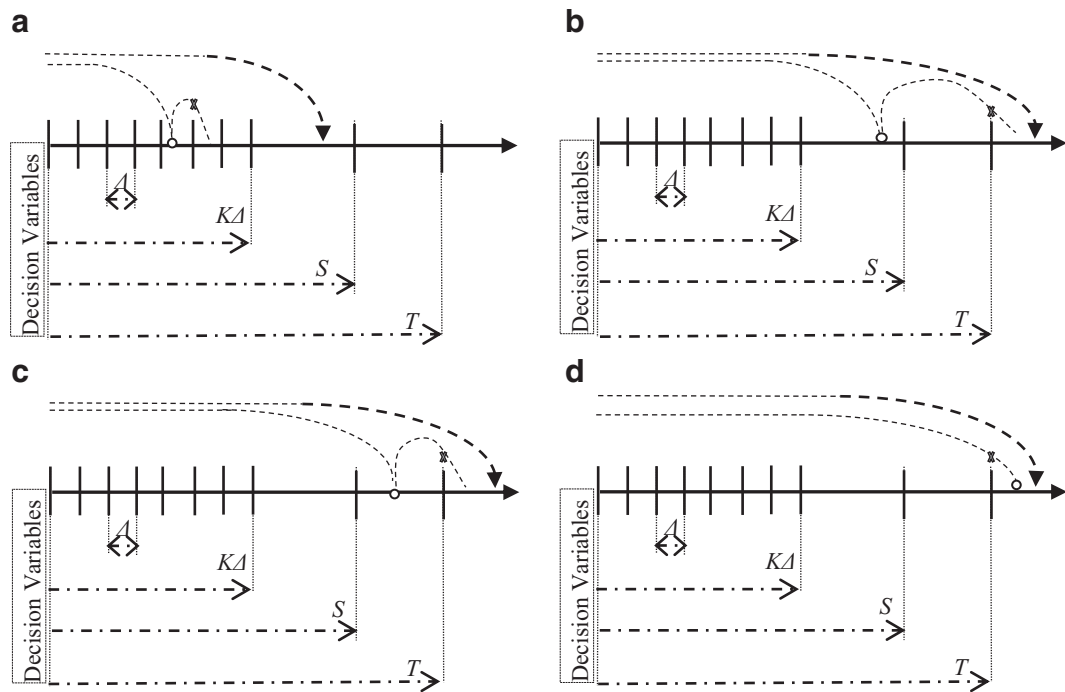 a
Decision Variables
Δ
KΔ
S
T
b
Decision Variables
Δ
KΔ
S
T
c
Decision Variables
Δ
KΔ
S
T
d
Decision Variables
Δ
KΔ
S
T